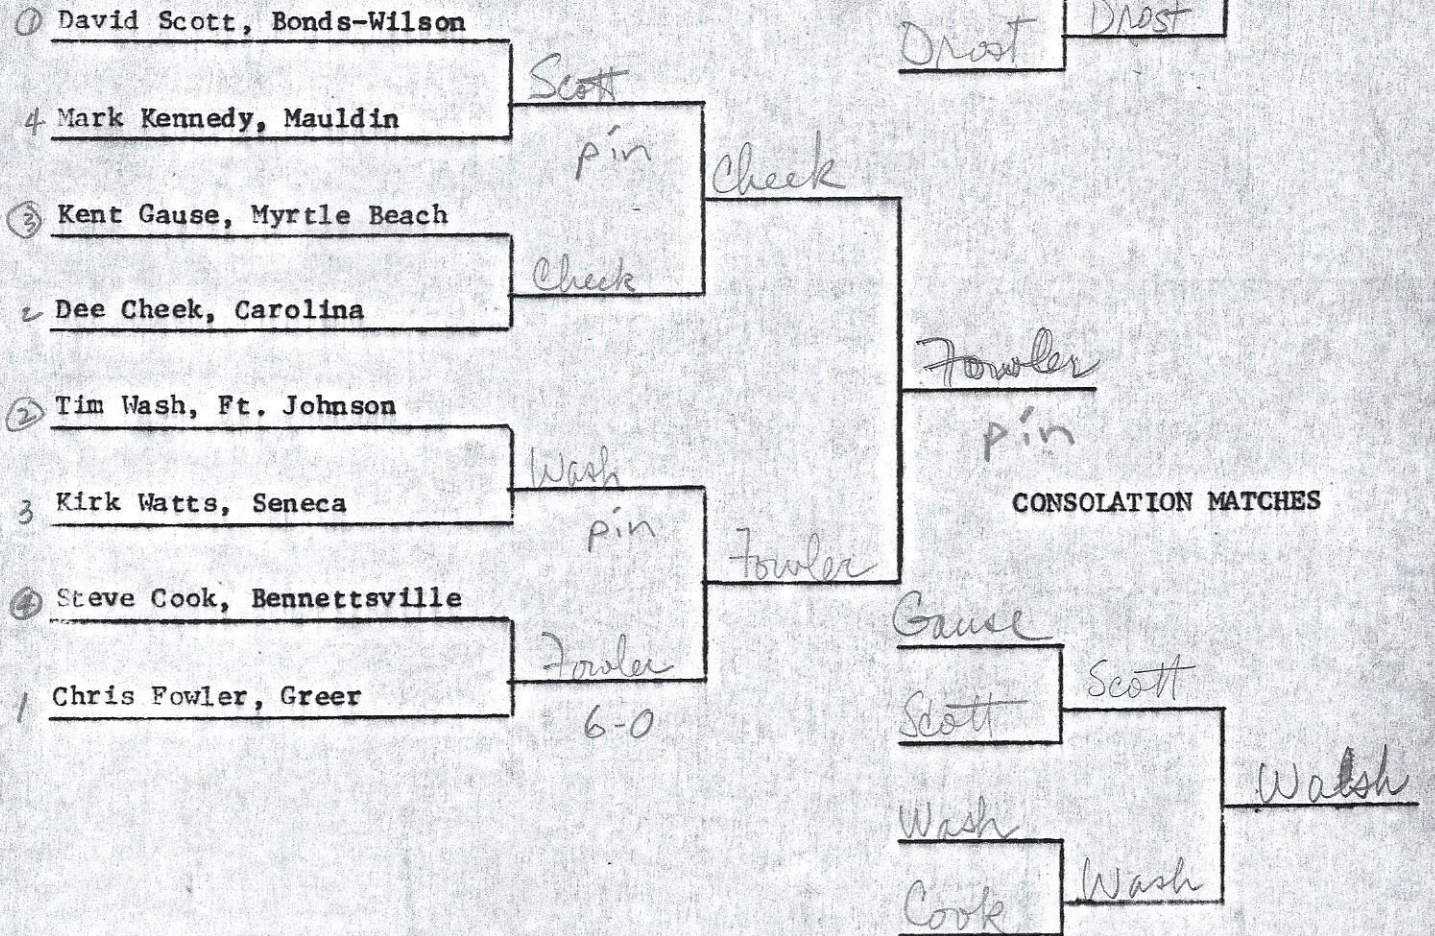 ① David Scott, Bonds-Wilson
4 Mark Kennedy, Mauldin
③ Kent Gause, Myrtle Beach
2 Dee Cheek, Carolina
② Tim Wash, Ft. Johnson
3 Kirk Watts, Seneca
④ Steve Cook, Bennettsville
1 Chris Fowler, Greer
Scott
pin
Cheek
Wash
pin
Fowler
6-0
Cheek
Fowler
Fowler
pin
Drost
Drost
CONSOLATION MATCHES
Gause
Scott
Wash
Cook
Scott
Wash
Walsh